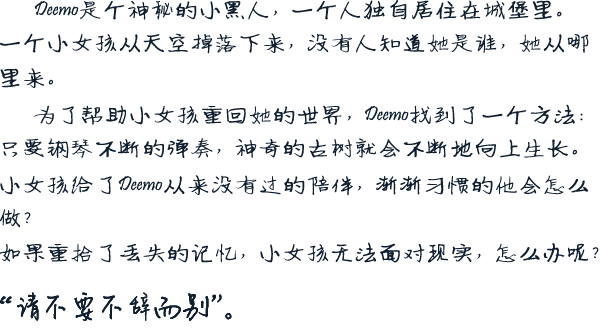 Deemo是个神秘的小黑人，一个人独自居住在城堡里。
一个小女孩从天空掉落下来，没有人知道她是谁，她从哪
里来。
为了帮助小女孩重回她的世界，Deemo找到了一个方法：
只要钢琴不断的弹奏，神奇的古树就会不断地向上生长。
小女孩给了Deemo从来没有过的陪伴，渐渐习惯的他会怎么
做？
如果重拾了丢失的记忆，小女孩无法面对现实，怎么办呢？
“请不要不辞而别”。